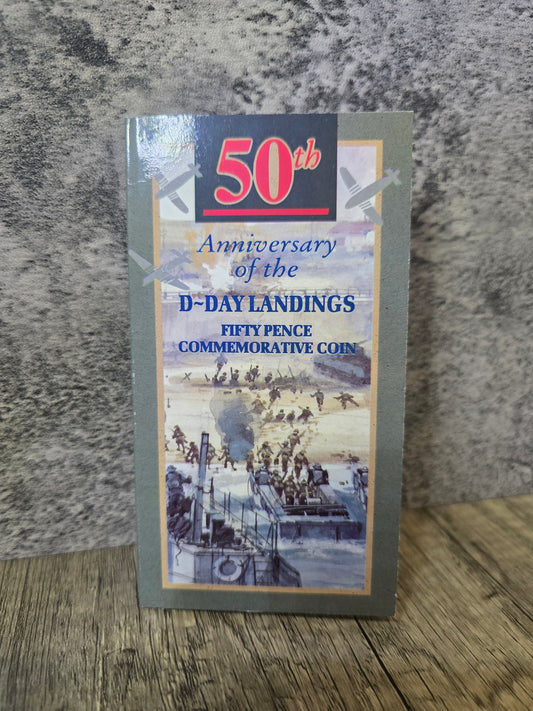 50th
Anniversary
of the
D~DAY LANDINGS
FIFTY PENCE
COMMEMORATIVE COIN